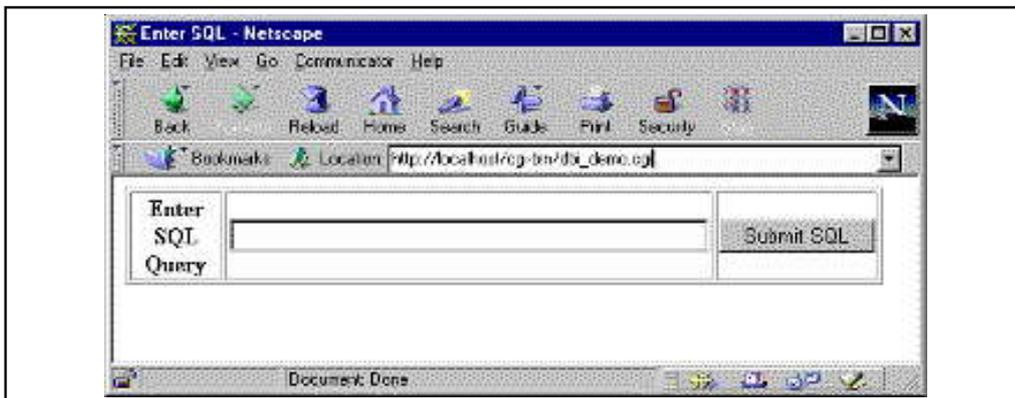 Enter SQL - Netscape
File Edit View Go Communicator Help
Back Reload Home Search Guide Print Security
N
Bookmarks Location: http://localhost/cgi-bin/dbi_demo.cgi
Enter
SQL
Query
Submit SQL
Document: Done